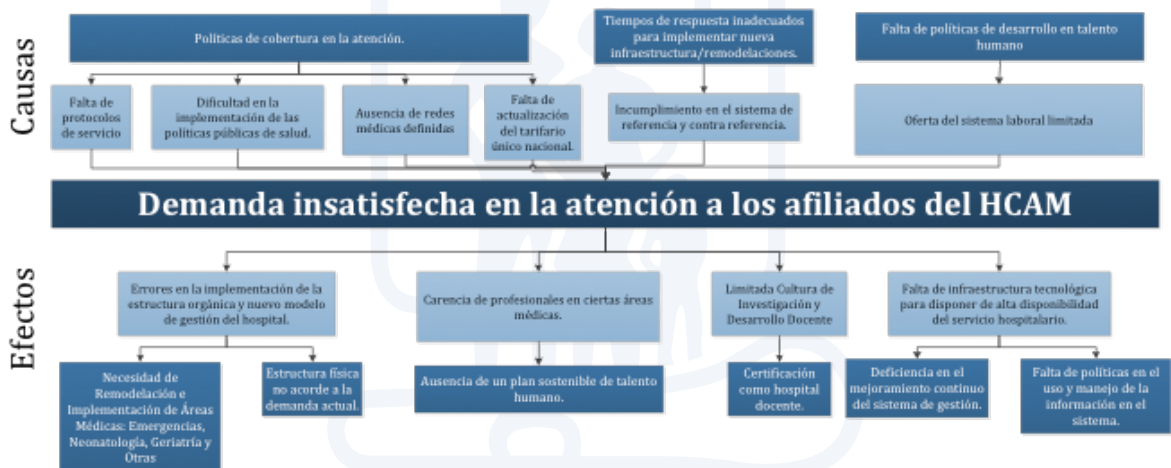 Causas
Políticas de cobertura en la atención.
Tiempos de respuesta inadecuados
para implementar nueva
infraestructura/remodelaciones.
Falta de políticas de desarrollo en talento
humano
Falta de
protocolos
de servicio
Dificultad en la
implementación de las
políticas públicas de salud.
Ausencia de redes
médicas definidas
Falta de
actualización
del tarifario
único nacional.
Incumplimiento en el sistema de
referencia y contra referencia.
Oferta del sistema laboral limitada
Demanda insatisfecha en la atención a los afiliados del HCAM
Efectos
Errores en la implementación de la
estructura orgánica y nuevo modelo
de gestión del hospital.
Carencia de profesionales en ciertas áreas
médicas.
Limitada Cultura de
Investigación y
Desarrollo Docente
Falta de infraestructura tecnológica
para disponer de alta disponibilidad
del servicio hospitalario.
Necesidad de
Remodelación e
Implementación de Áreas
Médicas: Emergencias,
Neonatología, Geriatría y
Otras
Estructura física
no acorde a la
demanda actual.
Ausencia de un plan sostenible de talento
humano.
Certificación
como hospital
docente.
Deficiencia en el
mejoramiento continuo
del sistema de gestión.
Falta de políticas en el
uso y manejo de la
información en el
sistema.